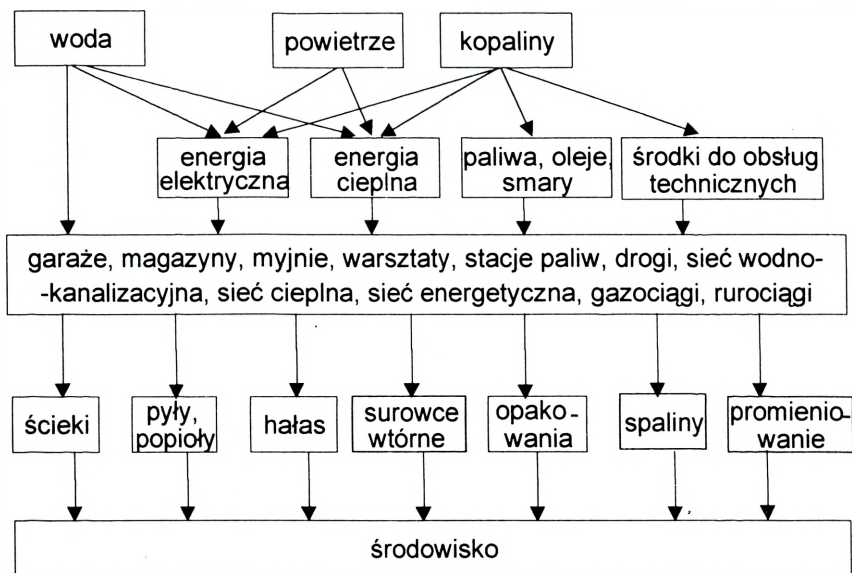 woda
powietrze
kopaliny
energia
elektryczna
energia
cieplna
paliwa, oleje,
smary
środki do obsług
technicznych
garaże, magazyny, myjnie, warsztaty, stacje paliw, drogi, sieć wodno-
-kanalizacyjna, sieć cieplna, sieć energetyczna, gazociągi, rurociągi
ścieki
pyły,
popioły
hałas
surowce
wtórne
opako-
wania
spaliny
promienio-
wanie
środowisko